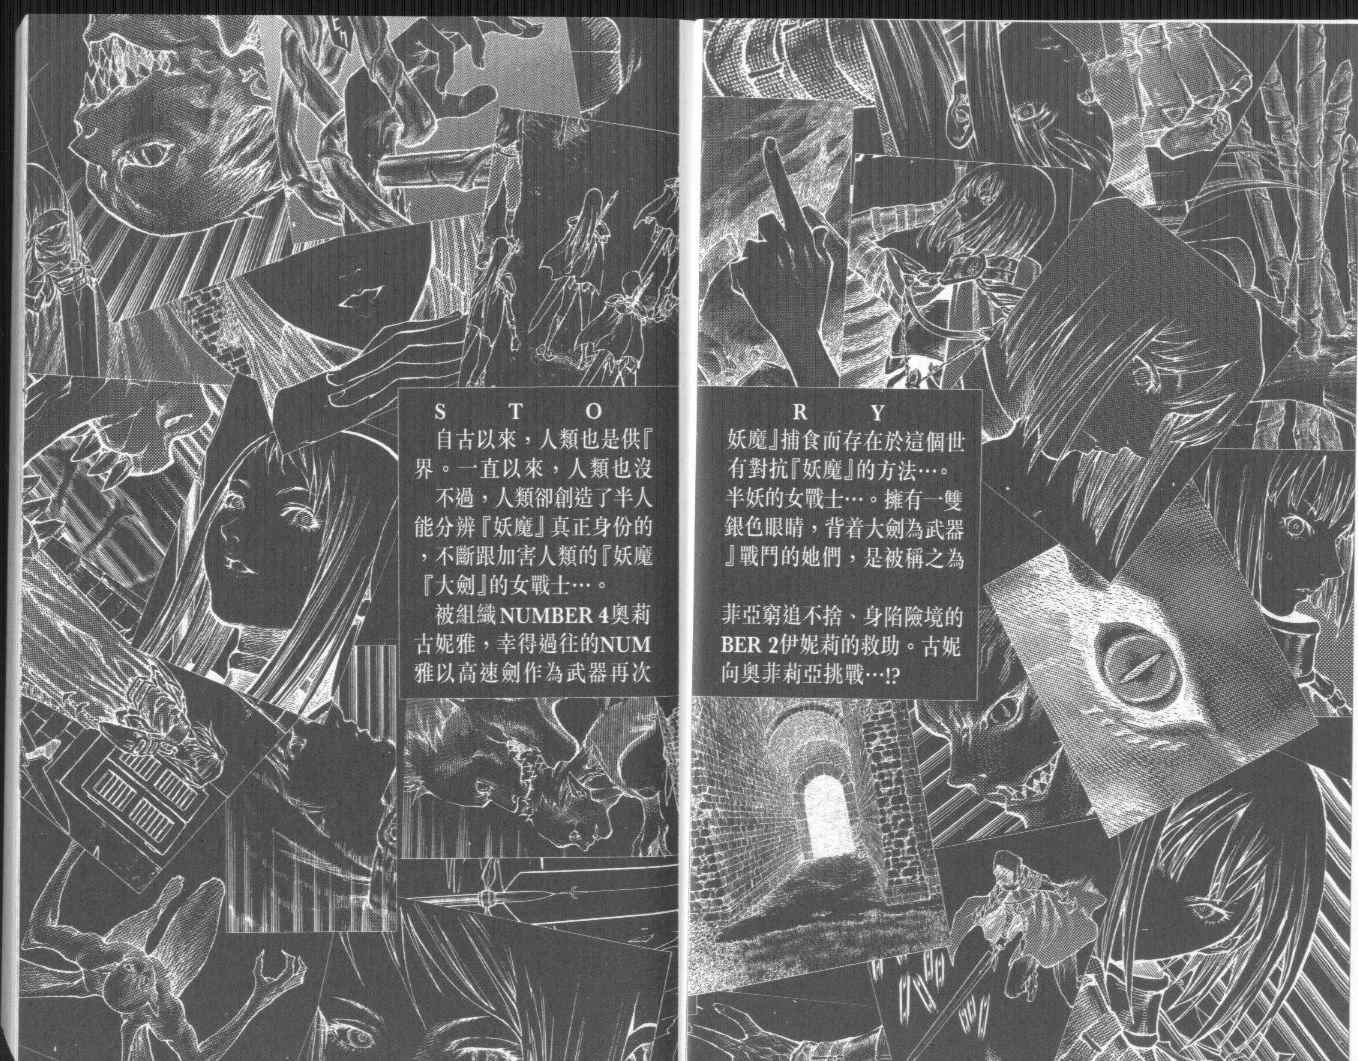 STORY
自古以來，人類也是供『妖魔』捕食而存在於這個世
界。一直以來，人類也沒有對抗『妖魔』的方法…。
不過，人類卻創造了半人半妖的女戰士…。擁有一雙
能分辨『妖魔』真正身份的銀色眼睛，背着大劍為武器
，不斷跟加害人類的『妖魔』戰鬥的她們，是被稱之為
『大劍』的女戰士…。
被組織NUMBER 4奧莉菲亞窮追不捨、身陷險境的
古妮雅，幸得過往的NUMBER 2伊妮莉的救助。古妮
雅以高速劍作為武器再次向奧菲莉亞挑戰…!?